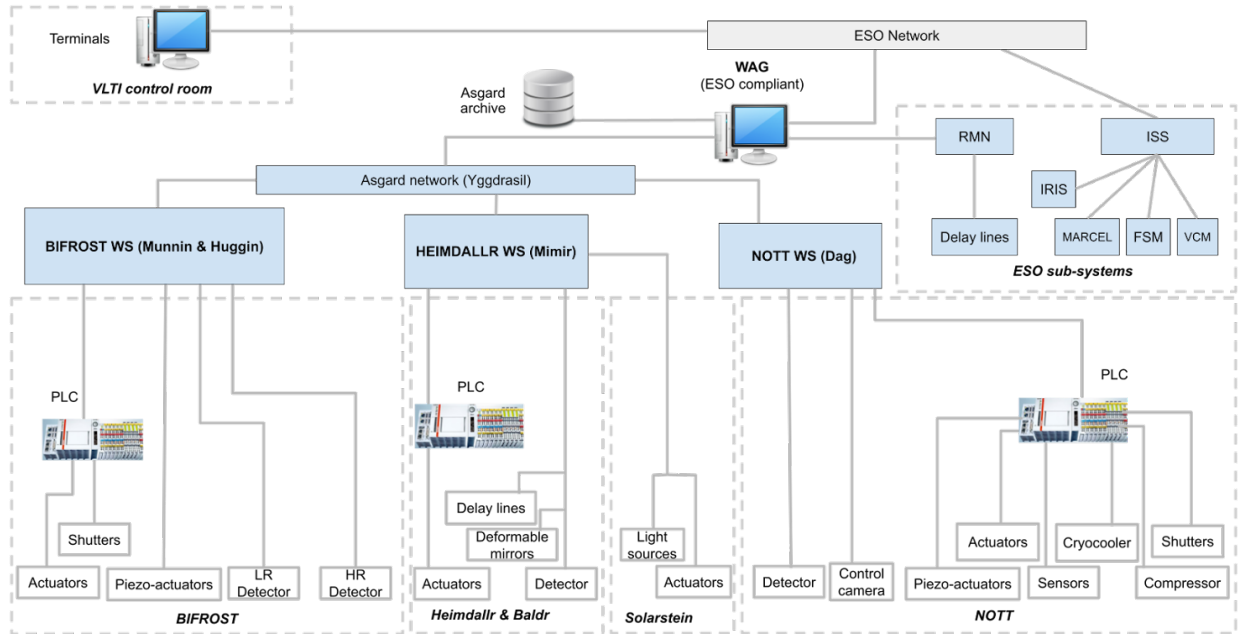 Terminals
VLTI control room
ESO Network
WAG
(ESO compliant)
Asgard
archive
RMN
ISS
IRIS
Delay lines
MARCEL
FSM
VCM
ESO sub-systems
Asgard network (Yggdrasil)
BIFROST WS (Munnin & Huggin)
HEIMDALLR WS (Mimir)
NOTT WS (Dag)
PLC
Shutters
Actuators
Piezo-actuators
LR
Detector
HR
Detector
BIFROST
PLC
Delay lines
Deformable
mirrors
Actuators
Detector
Heimdallr & Baldr
Light
sources
Actuators
Solarstein
PLC
Detector
Control
camera
Actuators
Cryocooler
Shutters
Piezo-actuators
Sensors
Compressor
NOTT